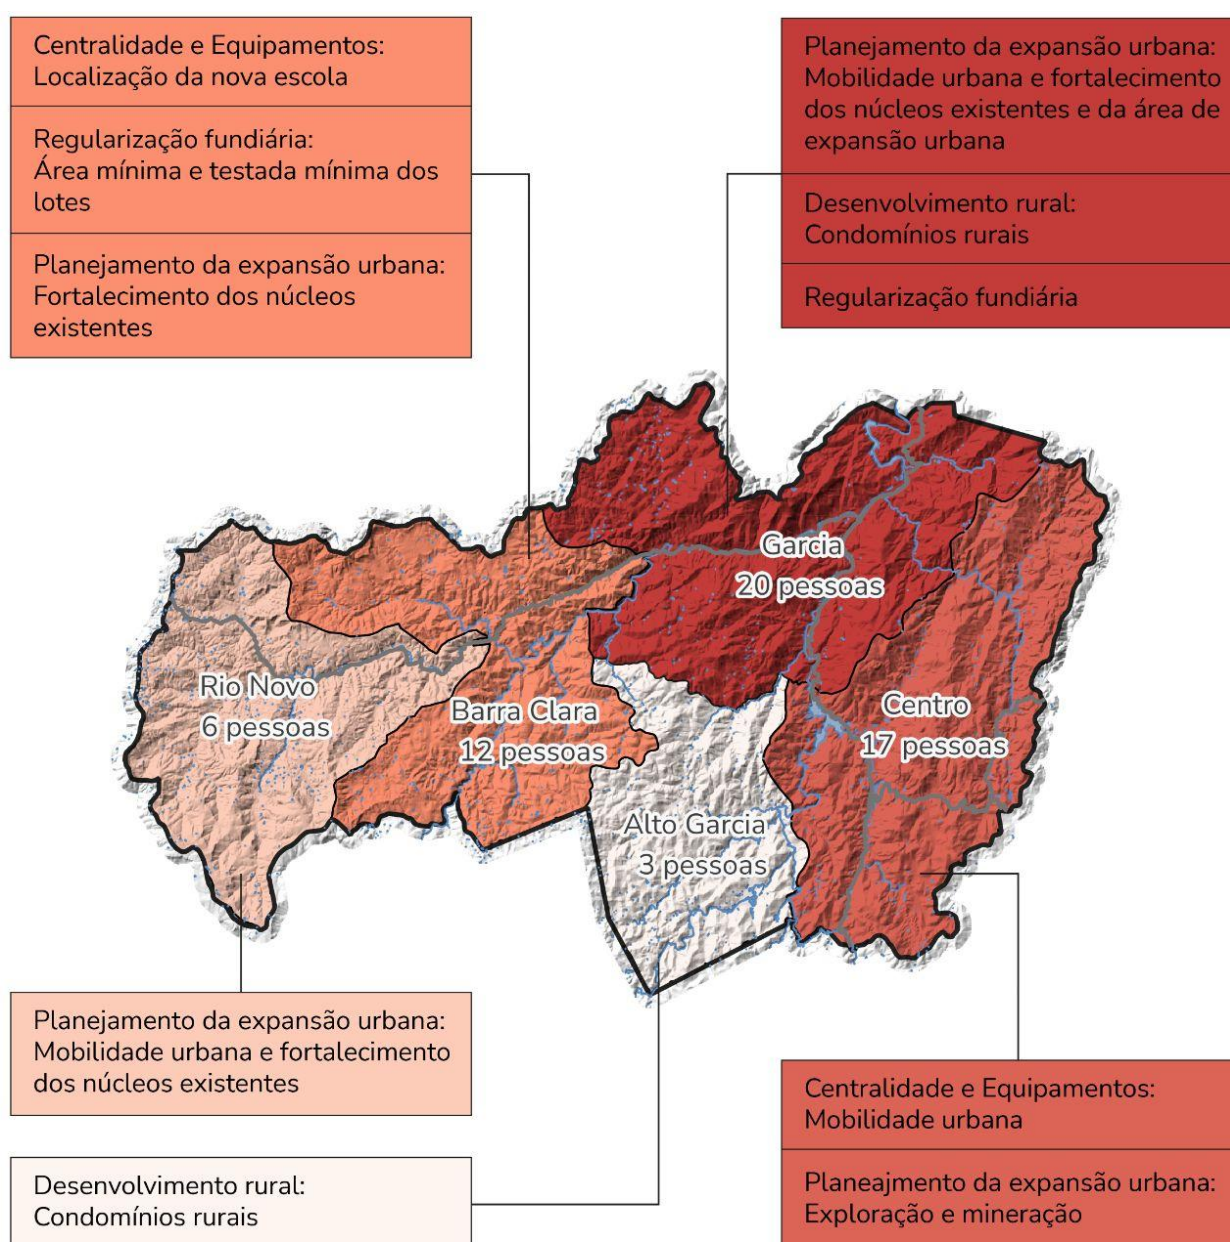 Centralidade e Equipamentos:
Localização da nova escola
Regularização fundiária:
Área mínima e testada mínima dos
lotes
Planejamento da expansão urbana:
Fortalecimento dos núcleos
existentes
Planejamento da expansão urbana:
Mobilidade urbana e fortalecimento
dos núcleos existentes e da área de
expansão urbana
Desenvolvimento rural:
Condomínios rurais
Regularização fundiária
Garcia
20 pessoas
Rio Novo
6 pessoas
Barra Clara
12 pessoas
Centro
17 pessoas
Alto Garcia
3 pessoas
Planejamento da expansão urbana:
Mobilidade urbana e fortalecimento
dos núcleos existentes
Desenvolvimento rural:
Condomínios rurais
Centralidade e Equipamentos:
Mobilidade urbana
Planeajmento da expansão urbana:
Exploração e mineração